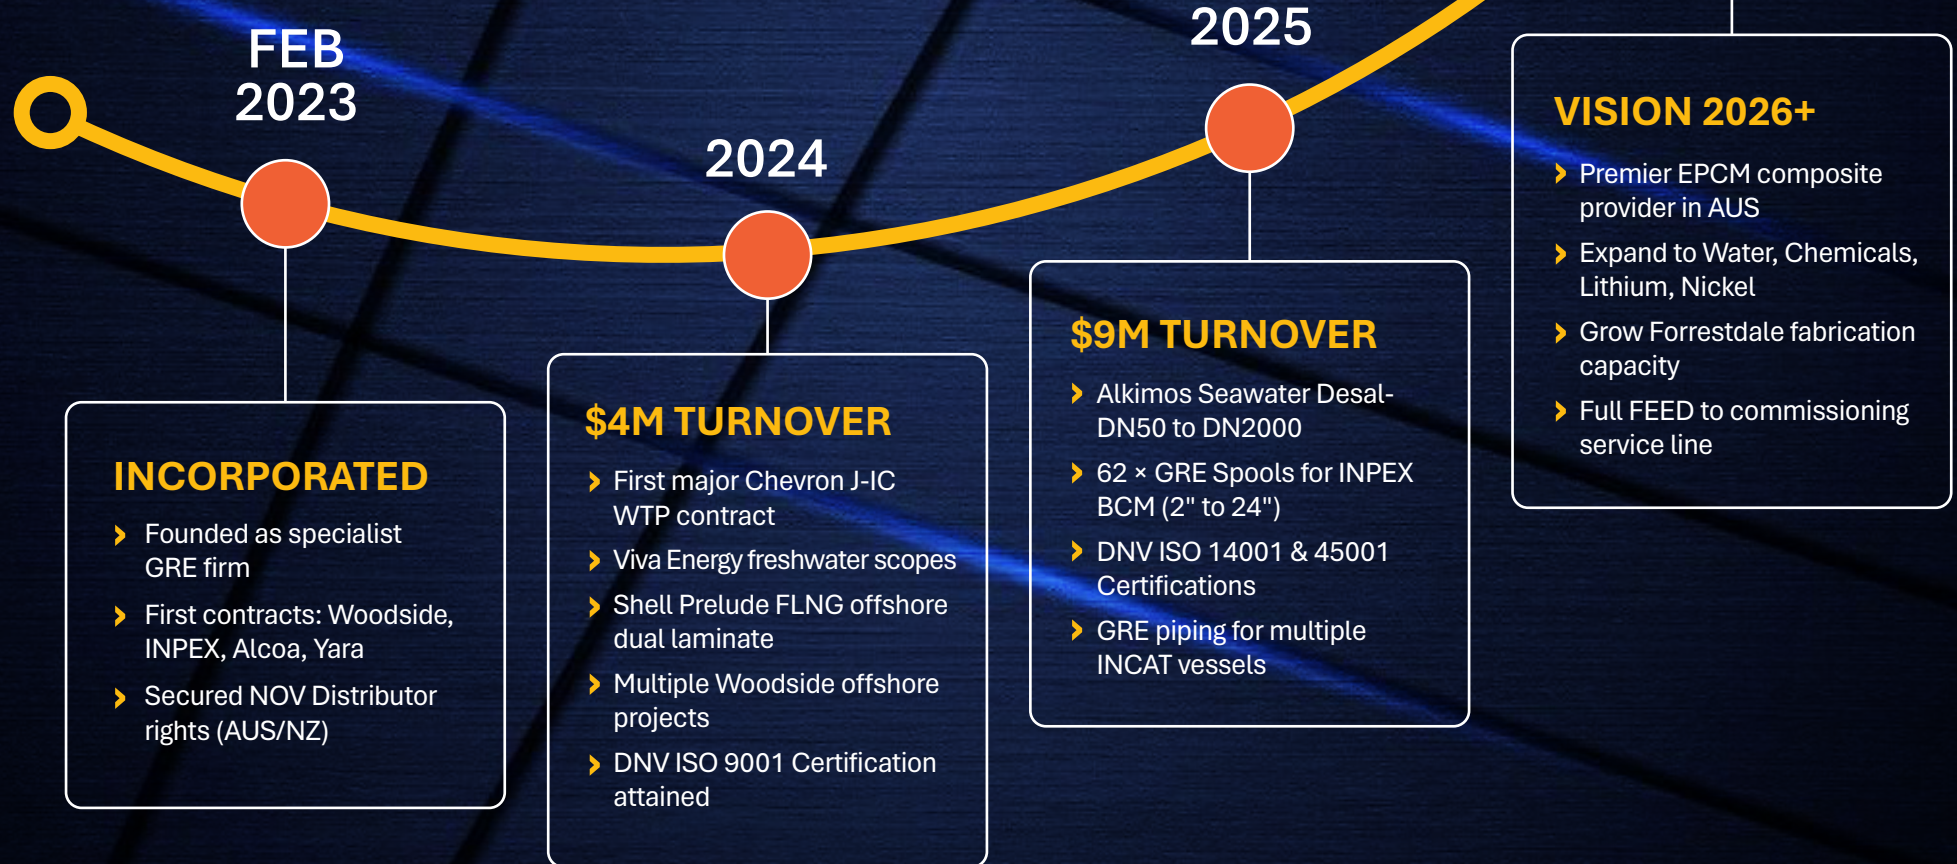 FEB
2023
INCORPORATED
Founded as specialist
GRE firm
First contracts: Woodside,
INPEX, Alcoa, Yara
Secured NOV Distributor
rights (AUS/NZ)
2024
$4M TURNOVER
First major Chevron J-IC
WTP contract
Viva Energy freshwater scopes
Shell Prelude FLNG offshore
dual laminate
Multiple Woodside offshore
projects
DNV ISO 9001 Certification
attained
2025
$9M TURNOVER
Alkimos Seawater Desal-
DN50 to DN2000
62 × GRE Spools for INPEX
BCM (2" to 24")
DNV ISO 14001 & 45001
Certifications
GRE piping for multiple
INCAT vessels
VISION 2026+
Premier EPCM composite
provider in AUS
Expand to Water, Chemicals,
Lithium, Nickel
Grow Forrestdale fabrication
capacity
Full FEED to commissioning
service line